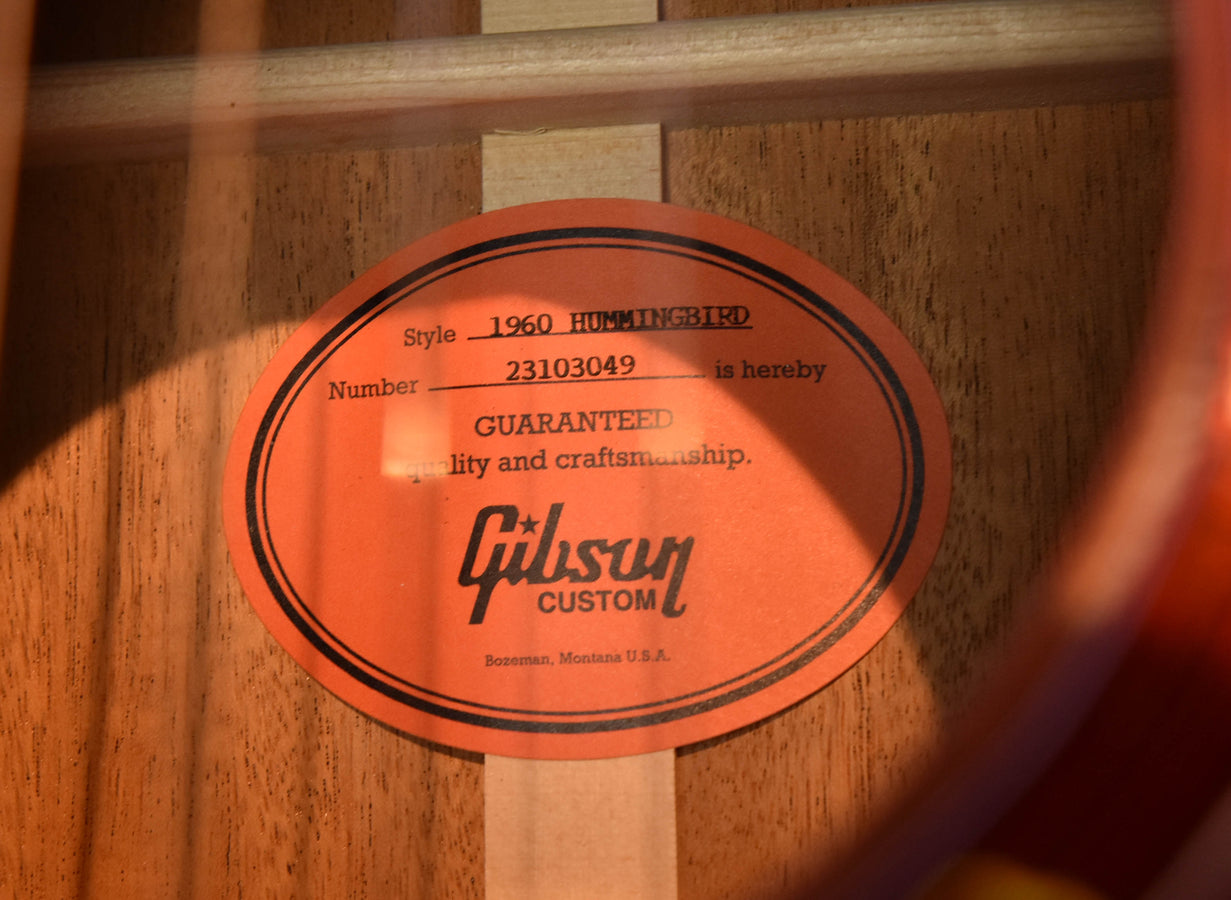 Style 1960 HUMMINGBIRD
Number 23103049 is hereby
GUARANTEED
quality and craftsmanship.
Gibson
CUSTOM
Bozeman, Montana U.S.A.